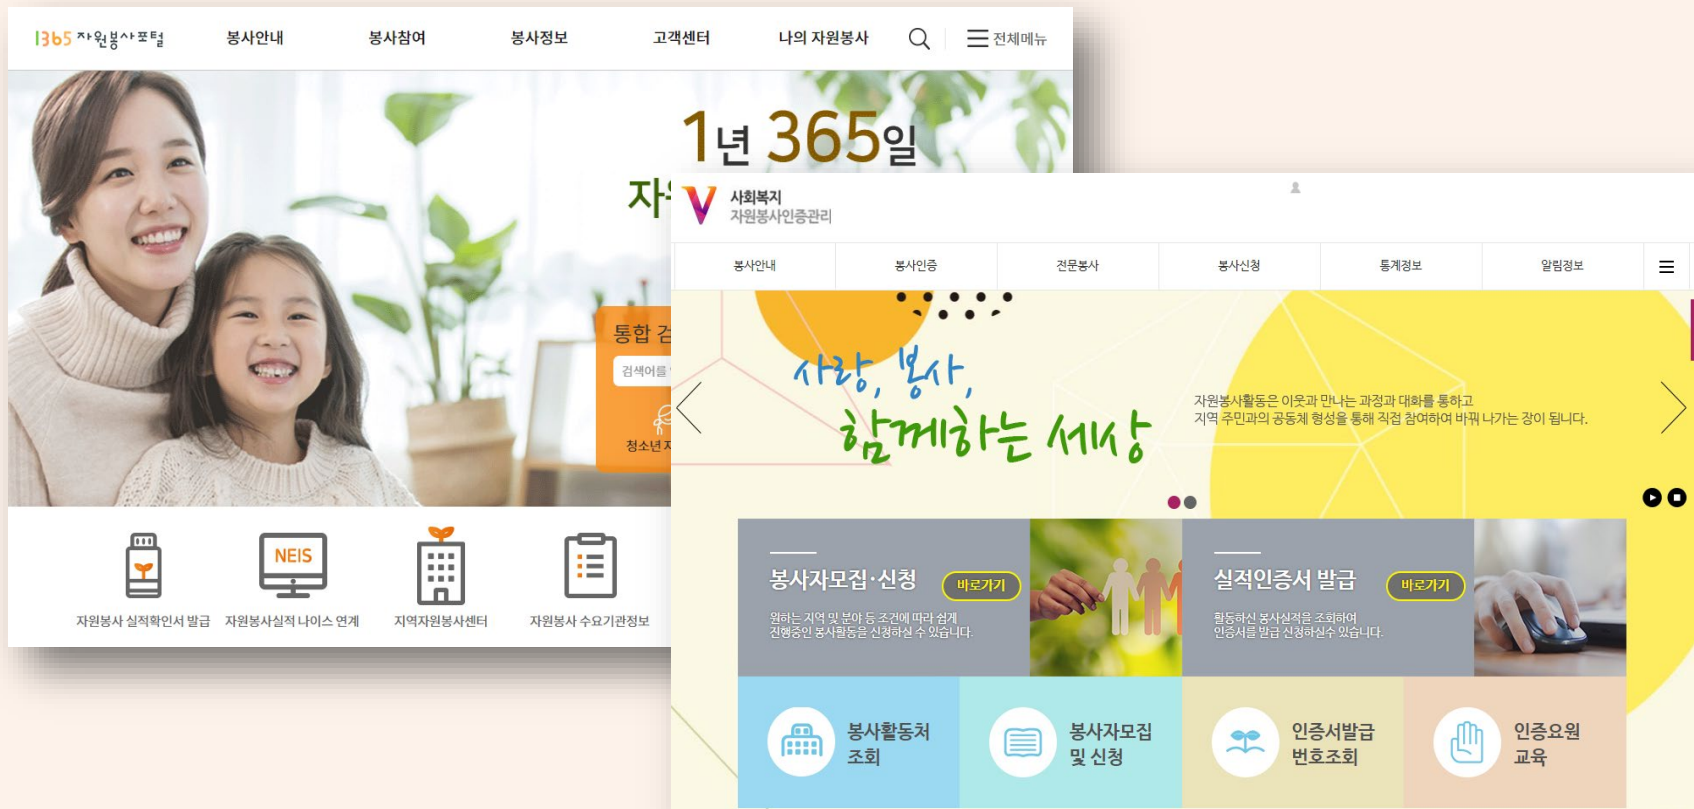 1365 자원봉사포털
봉사안내
봉사참여
봉사정보
고객센터
나의 자원봉사
전체메뉴
1년 365일
통합
검색어를
청소년
NEIS
자원봉사 실적확인서 발급
자원봉사실적 나이스 연계
지역자원봉사센터
자원봉사 수요기관정보
사회복지
자원봉사인증관리
봉사안내
봉사인증
전문봉사
봉사신청
통계정보
알림정보
사랑, 봉사,
함께하는 세상
자원봉사활동은 이웃과 만나는 과정과 대화를 통하고
지역 주민과의 공동체 형성을 통해 직접 참여하여 바꿔 나가는 장이 됩니다.
봉사자모집·신청
바로가기
원하는 지역 및 분야 등 조건에 따라 쉽게
진행중인 봉사활동을 신청하실 수 있습니다.
실적인증서 발급
바로가기
활동하신 봉사실적을 조회하여
인증서를 발급 신청하실수 있습니다.
봉사활동처
조회
봉사자모집
및 신청
인증서발급
번호조회
인증요원
교육